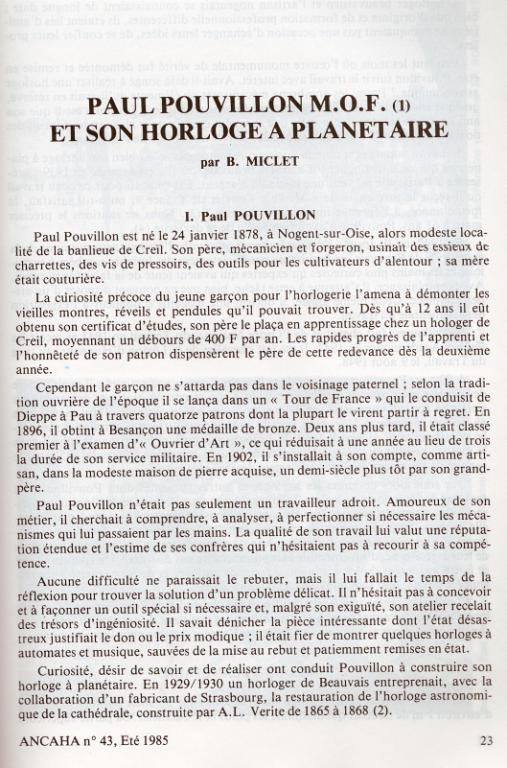 PAUL POUVILLON M.O.F. (1)
ET SON HORLOGE A PLANETAIRE
par B. MICLET
I. Paul POUVILLON
Paul Pouvillon est né le 24 janvier 1878, à Nogent-sur-Oise, alors modeste loca-
lité de la banlieue de Creil. Son père, mécanicien et forgeron, usinait des essieux de
charrettes, des vis de pressoirs, des outils pour les cultivateurs d'alentour ; sa mère
était couturière.
La curiosité précoce du jeune garçon pour l'horlogerie l'amena à démonter les
vieilles montres, réveils et pendules qu'il pouvait trouver. Dès qu'à 12 ans il eût
obtenu son certificat d'études, son père le plaça en apprentissage chez un hologer de
Creil, moyennant un débours de 400 F par an. Les rapides progrès de l'apprenti et
l'honnêteté de son patron dispensèrent le père de cette redevance dès la deuxième
année.
Cependant le garçon ne s'attarda pas dans le voisinage paternel ; selon la tradi-
tion ouvrière de l'époque il se lança dans un « Tour de France » qui le conduisit de
Dieppe à Pau à travers quatorze patrons dont la plupart le virent partir à regret. En
1896, il obtint à Besançon une médaille de bronze. Deux ans plus tard, il était classé
premier à l'examen d'« Ouvrier d'Art », ce qui réduisait à une année au lieu de trois
la durée de son service militaire. En 1902, il s'installait à son compte, comme arti-
san, dans la modeste maison de pierre acquise, un demi-siècle plus tôt par son grand-
père.
Paul Pouvillon n'était pas seulement un travailleur adroit. Amoureux de son
métier, il cherchait à comprendre, à analyser, à perfectionner si nécessaire les méca-
nismes qui lui passaient par les mains. La qualité de son travail lui valut une réputa-
tion étendue et l'estime de ses confrères qui n'hésitaient pas à recourir à sa compé-
tence.
Aucune difficulté ne paraissait le rebuter, mais il lui fallait le temps de la
réflexion pour trouver la solution d'un problème délicat. Il n'hésitait pas à concevoir
et à façonner un outil spécial si nécessaire et, malgré son exiguïté, son atelier recelait
des trésors d'ingéniosité. Il savait dénicher la pièce intéressante dont l'état désas-
treux justifiait le don ou le prix modique ; il était fier de montrer quelques horloges à
automates et musique, sauvées de la mise au rebut et patiemment remises en état.
Curiosité, désir de savoir et de réaliser ont conduit Pouvillon à construire son
horloge à planétaire. En 1929/1930 un horloger de Beauvais entreprenait, avec la
collaboration d'un fabricant de Strasbourg, la restauration de l'horloge astronomi-
que de la cathédrale, construite par A.L. Verite de 1865 à 1868 (2).
ANCAHA n° 43, Eté 1985 23